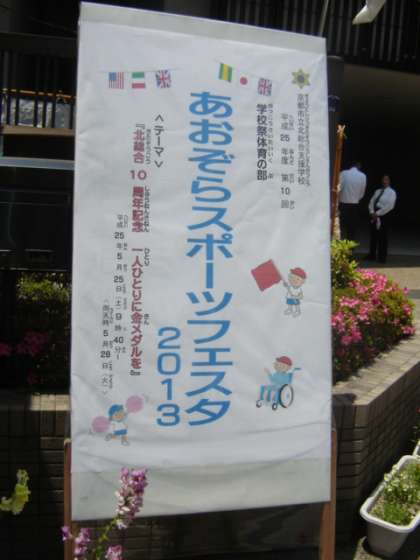 京都市立北総合支援学校
平成25年度 第10回
学校祭体育の部
あおぞらスポーツフェスタ
2013
<テーマ>
『北総合10周年記念 一人ひとりに金メダルを』
平成25年5月25日(土)9時40分~
<雨天時5月28日(火)>